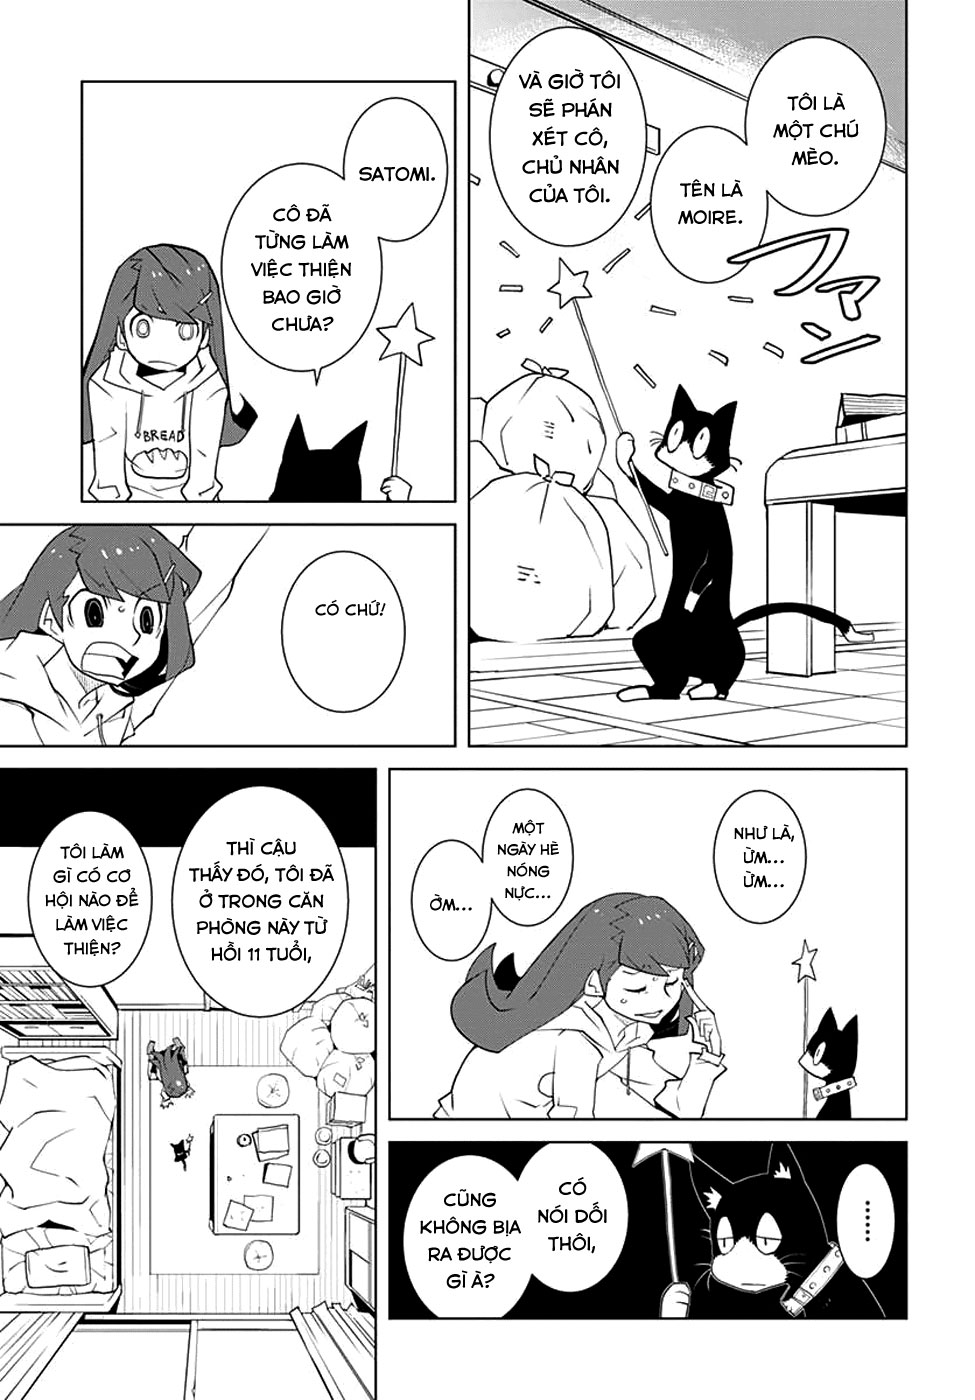 TÔI LÀ
MỘT CHÚ
MÈO.
TÊN LÀ
MOIRE.
VÀ GIỜ TÔI
SẼ PHÁN
XÉT CÔ,
CHỦ NHÂN
CỦA TÔI.
ファマン
SATOMI.
CÔ ĐÃ
TỪNG LÀM
VIỆC THIỆN
BAO GIỜ
CHƯA?
BREAD
CÓ CHỨ!
NHƯ LÀ,
ỪM...
ỪM...
MỘT
NGÀY HÈ
NÓNG
NỰC...
ỜM...
........
CÓ
NÓI DỐI
THÔI,
CŨNG
KHÔNG BỊA
RA ĐƯỢC
GÌ À?
THÌ CẬU
THẤY ĐÓ, TÔI ĐÃ
Ở TRONG CĂN
PHÒNG NÀY TỪ
HỒI 11 TUỔI,
TÔI LÀM
GÌ CÓ CƠ
HỘI NÀO ĐỂ
LÀM VIỆC
THIỆN?